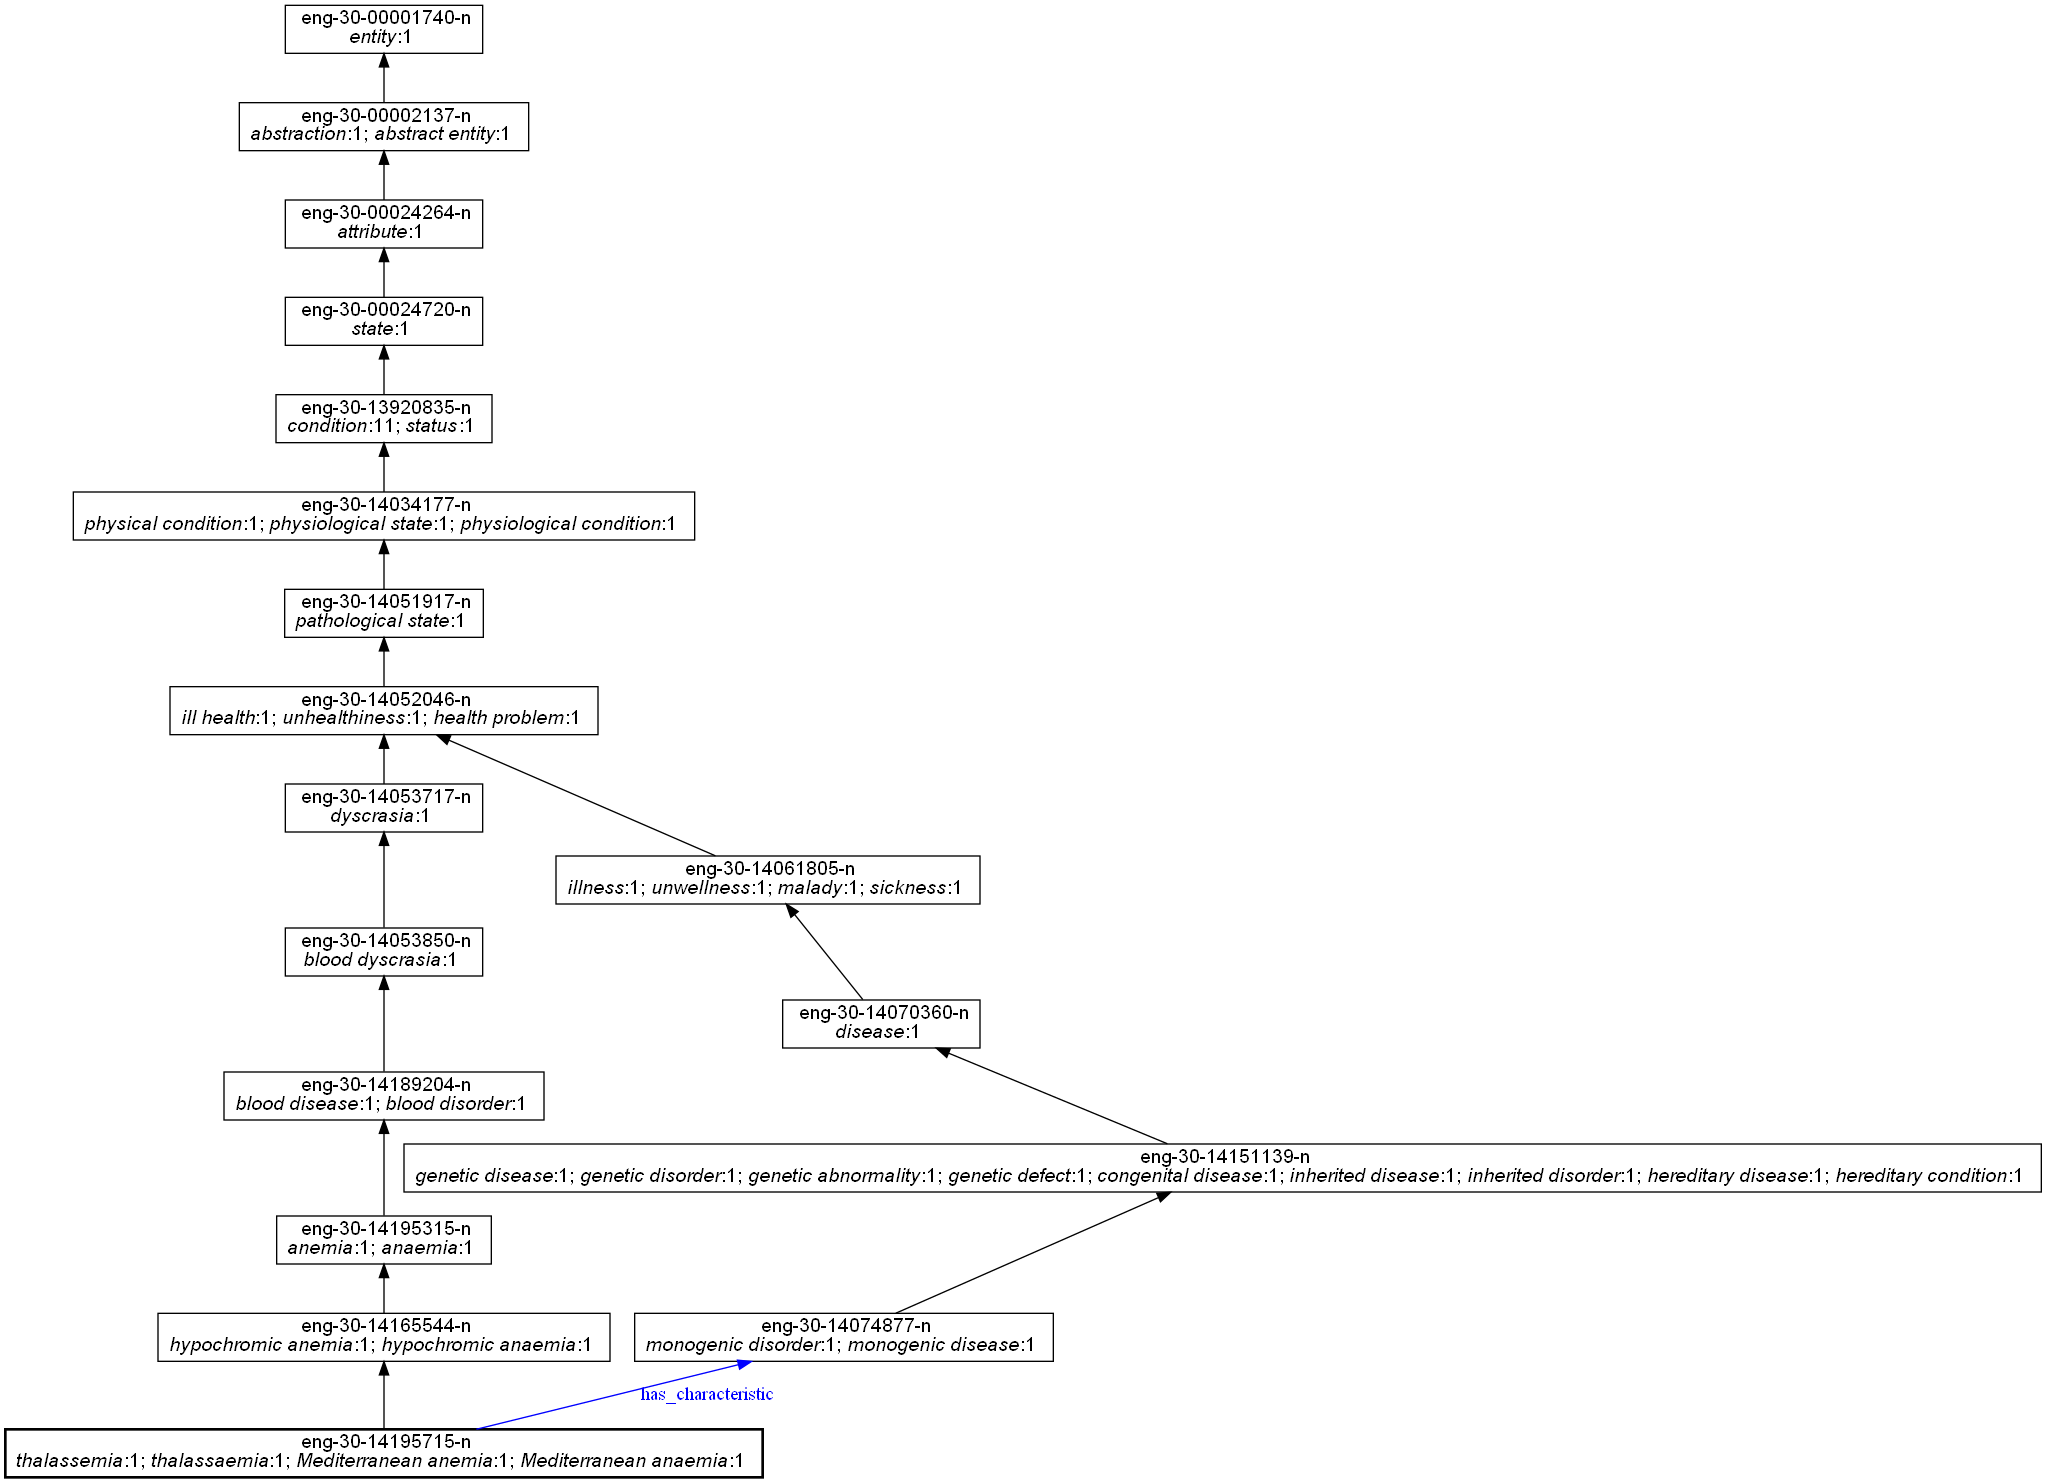 eng-30-00001740-n
entity:1
eng-30-00002137-n
abstraction:1; abstract entity:1
eng-30-00024264-n
attribute:1
eng-30-00024720-n
state:1
eng-30-13920835-n
condition:11; status:1
eng-30-14034177-n
physical condition:1; physiological state:1; physiological condition:1
eng-30-14051917-n
pathological state:1
eng-30-14052046-n
ill health:1; unhealthiness:1; health problem:1
eng-30-14053717-n
dyscrasia:1
eng-30-14061805-n
illness:1; unwellness:1; malady:1; sickness:1
eng-30-14053850-n
blood dyscrasia:1
eng-30-14070360-n
disease:1
eng-30-14189204-n
blood disease:1; blood disorder:1
eng-30-14151139-n
genetic disease:1; genetic disorder:1; genetic abnormality:1; genetic defect:1; congenital disease:1; inherited disease:1; inherited disorder:1; hereditary disease:1; hereditary condition:1
eng-30-14195315-n
anemia:1; anaemia:1
eng-30-14165544-n
hypochromic anemia:1; hypochromic anaemia:1
eng-30-14074877-n
monogenic disorder:1; monogenic disease:1
has_characteristic
eng-30-14195715-n
thalassemia:1; thalassaemia:1; Mediterranean anemia:1; Mediterranean anaemia:1